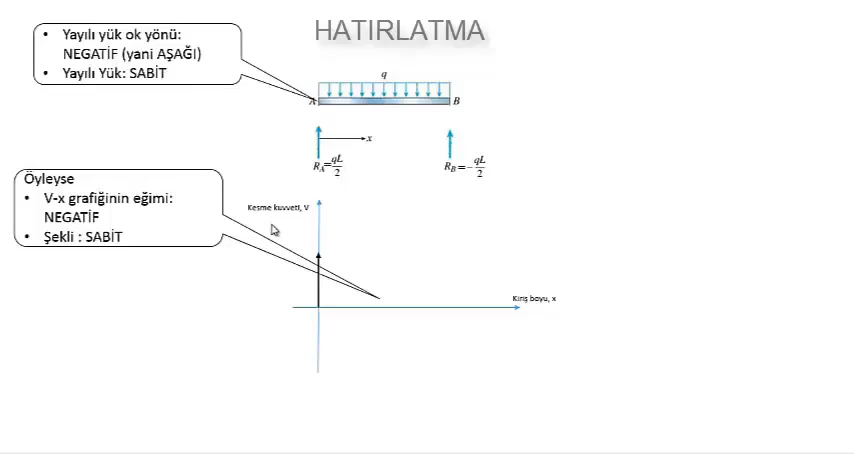 HATIRLATMA
• Yayılı yük ok yönü:
NEGATİF (yani AŞAĞI)
• Yayılı Yük: SABİT
q
A
B
x
R_A=qL/2
R_B=-qL/2
Öyleyse
• V-x grafiğinin eğimi:
NEGATİF
• Şekli : SABİT
Kesme kuvveti, V
Kiriş boyu, x